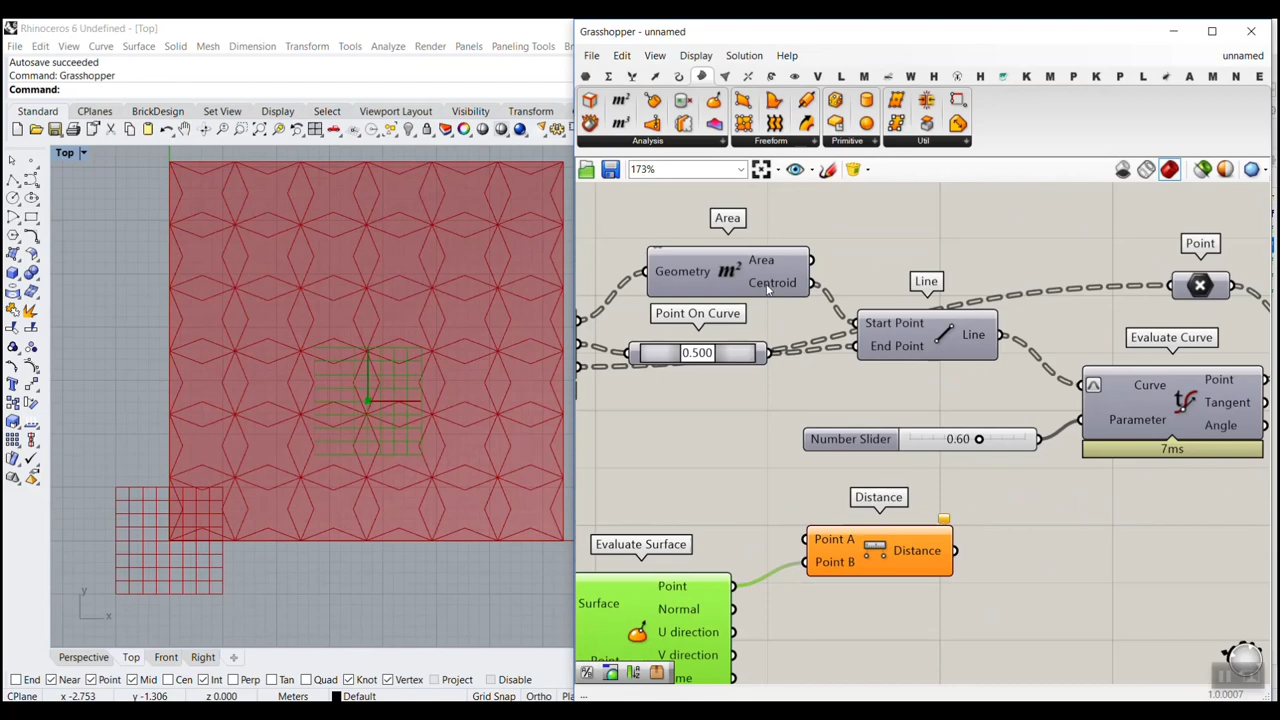 Rhinoceros 6 Undefined - [Top]
File Edit View Curve Surface Solid Mesh Dimension Transform Tools Analyze Render Panels Paneling Tools
Autosave succeeded
Command: Grasshopper
Command:
Standard CPlanes BrickDesign Set View Display Select Viewport Layout Visibility Transform
Top
y
x
Perspective Top Front Right
End Near Point Mid Cen Int Perp Tan Quad Knot Vertex Project Disable
CPlane x -2.753 y -1.306 z 0.000 Meters Default Grid Snap Ortho
Grasshopper - unnamed
File Edit View Display Solution Help unnamed
V L M W H H K M P K P L A M W N E
m² m³
Analysis Freeform Primitive Util
173%
Area
Geometry m² Area
Centroid
Point On Curve
0.500
Line
Start Point Line
End Point
Point
Evaluate Curve
Curve Point
Tangent
Parameter Angle
7ms
Number Slider 0.60
Distance
Point A Distance
Point B
Evaluate Surface
Surface Point
Normal
U direction
V direction
1.0.0007